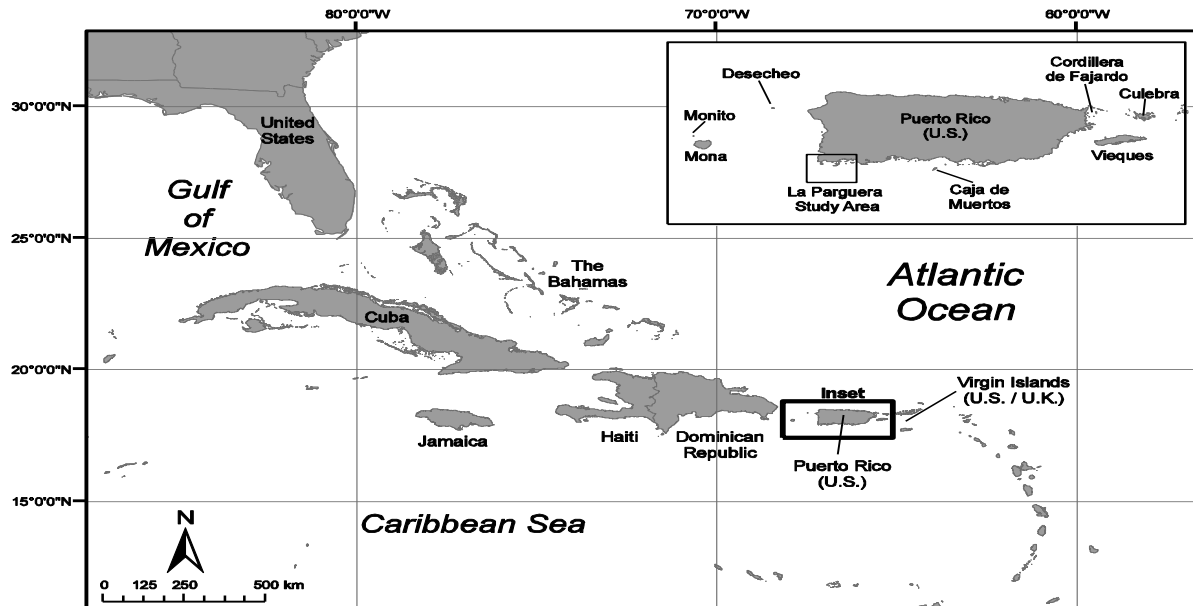 80°0'0"W
70°0'0"W
60°0'0"W
30°0'0"N
25°0'0"N
20°0'0"N
15°0'0"N
United
States
Gulf
of
Mexico
The
Bahamas
Cuba
Atlantic
Ocean
Jamaica
Haiti
Dominican
Republic
Inset
Puerto Rico
(U.S.)
Virgin Islands
(U.S. / U.K.)
Caribbean Sea
N
0 125 250 500 km
Desecheo
Monito
Mona
Puerto Rico
(U.S.)
La Parguera
Study Area
Caja de
Muertos
Cordillera
de Fajardo
Culebra
Vieques